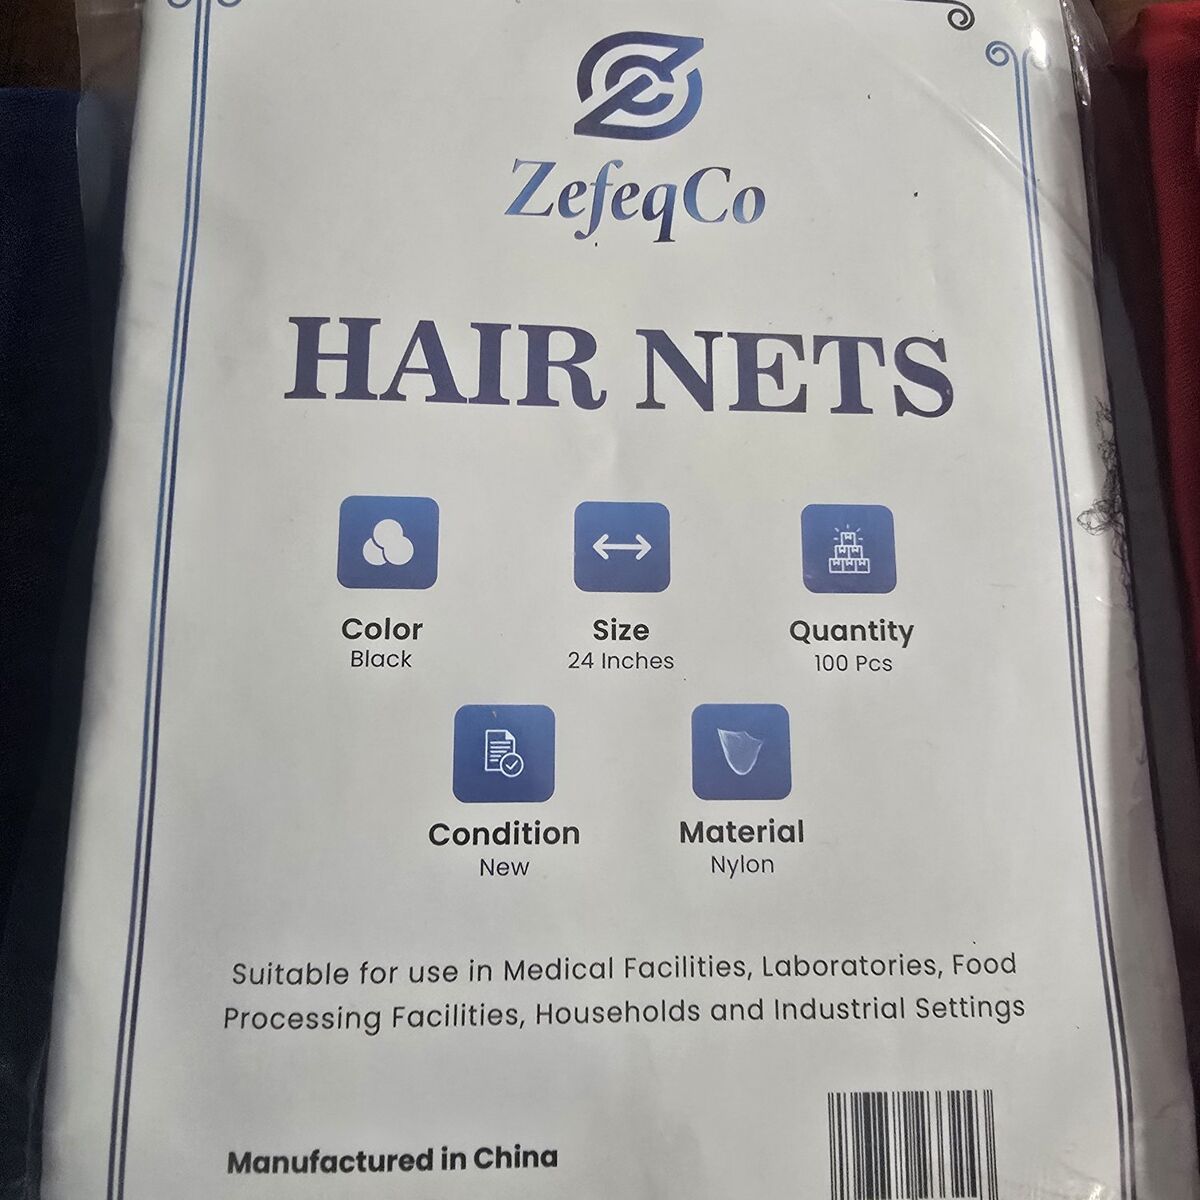 ZefeqCo
HAIR NETS
Color
Black
Size
24 Inches
Quantity
100 Pcs
Condition
New
Material
Nylon
Suitable for use in Medical Facilities, Laboratories, Food
Processing Facilities, Households and Industrial Settings
Manufactured in China